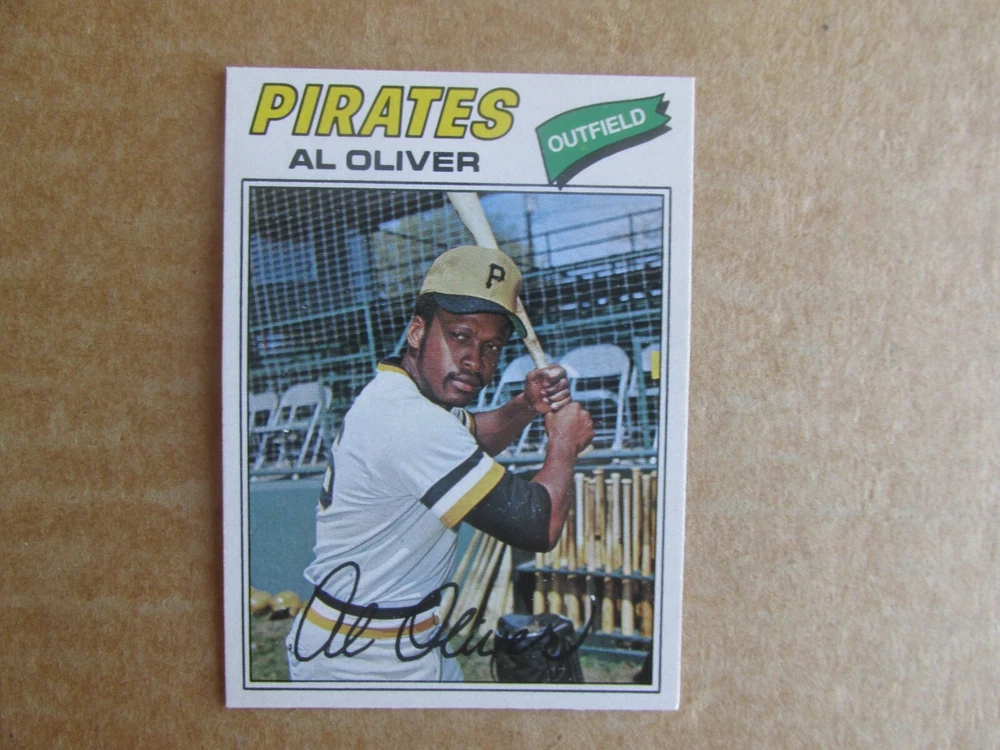 PIRATES
AL OLIVER
OUTFIELD
P
Al Oliver